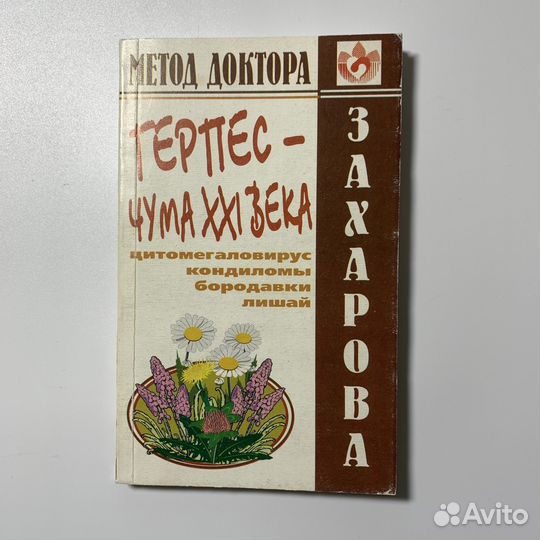 МЕТОД ДОКТОРА
ЗАХАРОВА
ГЕРПЕС –
ЧУМА XXI ВЕКА
цитомегаловирус
кондиломы
бородавки
лишай
Avito